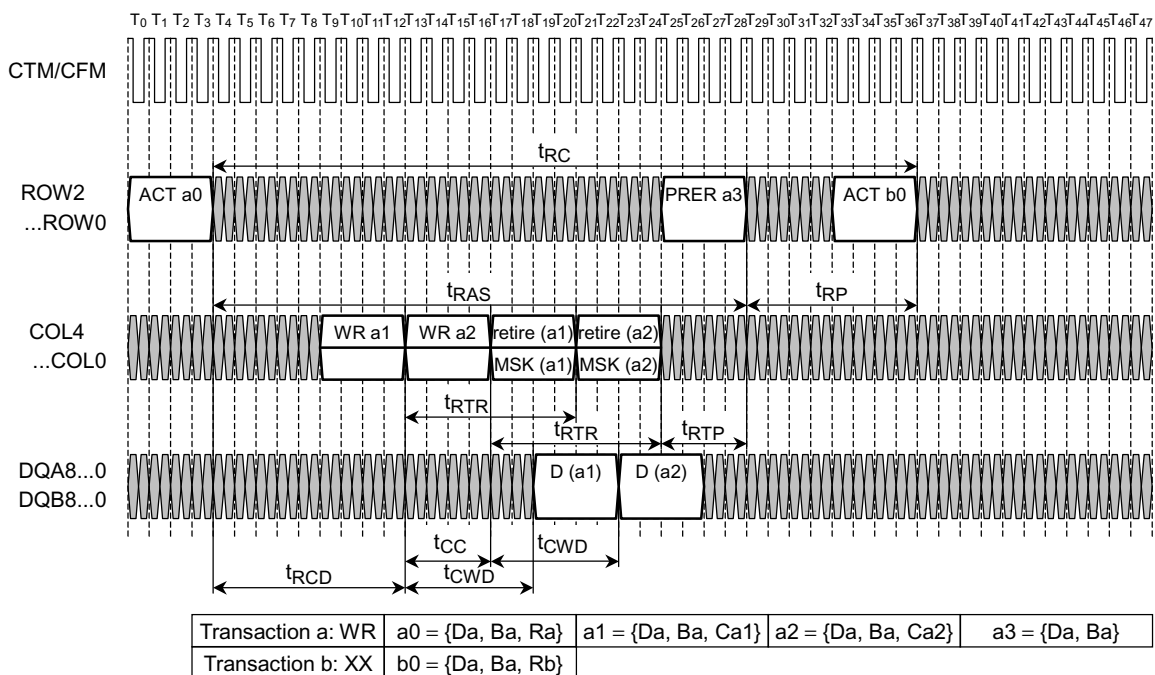 T0 T1 T2 T3 T4 T5 T6 T7 T8 T9 T10 T11 T12 T13 T14 T15 T16 T17 T18 T19 T20 T21 T22 T23 T24 T25 T26 T27 T28 T29 T30 T31 T32 T33 T34 T35 T36 T37 T38 T39 T40 T41 T42 T43 T44 T45 T46 T47
CTM/CFM
tRC
ROW2
...ROW0
ACT a0
PRER a3
ACT b0
tRAS
tRP
COL4
...COL0
WR a1
WR a2
retire (a1)
retire (a2)
MSK (a1)
MSK (a2)
tRTR
tRTR
tRTP
DQA8...0
DQB8...0
D (a1)
D (a2)
tCC
tCWD
tRCD
tCWD
Transaction a: WR a0 = {Da, Ba, Ra} a1 = {Da, Ba, Ca1} a2 = {Da, Ba, Ca2} a3 = {Da, Ba}
Transaction b: XX b0 = {Da, Ba, Rb}